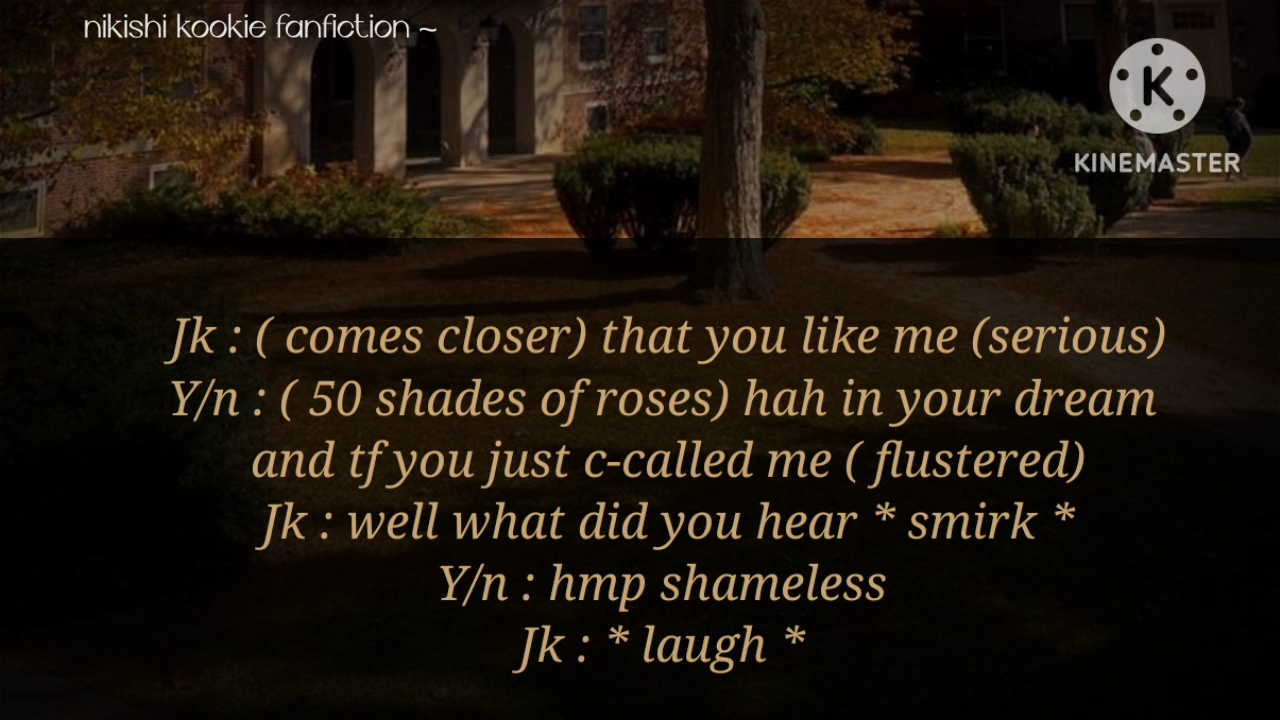 nikishi kookie fanfiction ~
K
KINEMASTER
Jk : ( comes closer) that you like me (serious)
Y/n : ( 50 shades of roses) hah in your dream
and tf you just c-called me ( flustered)
Jk : well what did you hear * smirk *
Y/n : hmp shameless
Jk : * laugh *